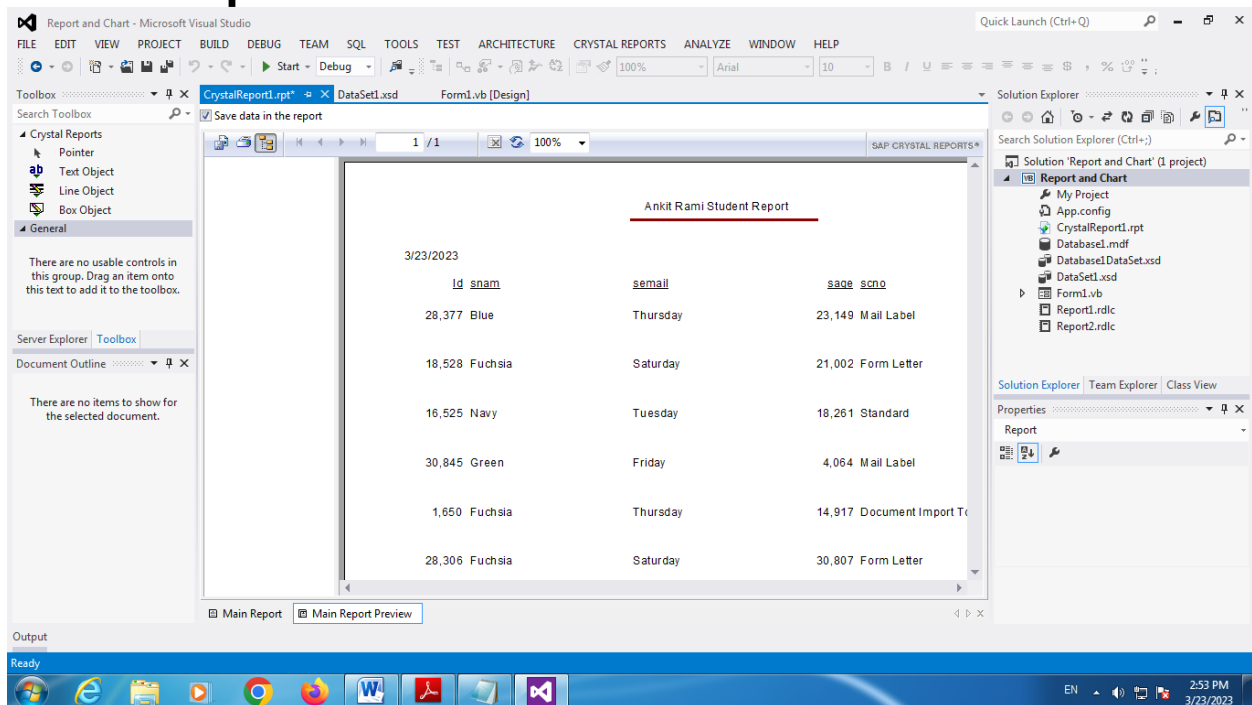 Report and Chart - Microsoft Visual Studio
Quick Launch (Ctrl+Q)
FILE EDIT VIEW PROJECT BUILD DEBUG TEAM SQL TOOLS TEST ARCHITECTURE CRYSTAL REPORTS ANALYZE WINDOW HELP
Start Debug 100% Arial 10 B I U
Toolbox
Search Toolbox
Crystal Reports
Pointer
Text Object
Line Object
Box Object
General
There are no usable controls in
this group. Drag an item onto
this text to add it to the toolbox.
Server Explorer Toolbox
Document Outline
There are no items to show for
the selected document.
CrystalReport1.rpt* DataSet1.xsd Form1.vb [Design]
Save data in the report
1 /1 100% SAP CRYSTAL REPORTS®
Ankit Rami Student Report
3/23/2023
Id snam semail sage scno
28,377 Blue Thursday 23,149 Mail Label
18,528 Fuchsia Saturday 21,002 Form Letter
16,525 Navy Tuesday 18,261 Standard
30,845 Green Friday 4,064 Mail Label
1,650 Fuchsia Thursday 14,917 Document Import
28,306 Fuchsia Saturday 30,807 Form Letter
Main Report Main Report Preview
Solution Explorer
Search Solution Explorer (Ctrl+;)
Solution 'Report and Chart' (1 project)
Report and Chart
My Project
App.config
CrystalReport1.rpt
Database1.mdf
Database1DataSet.xsd
DataSet1.xsd
Form1.vb
Report1.rdlc
Report2.rdlc
Solution Explorer Team Explorer Class View
Properties
Report
Output
Ready
EN
2:53 PM
3/23/2023